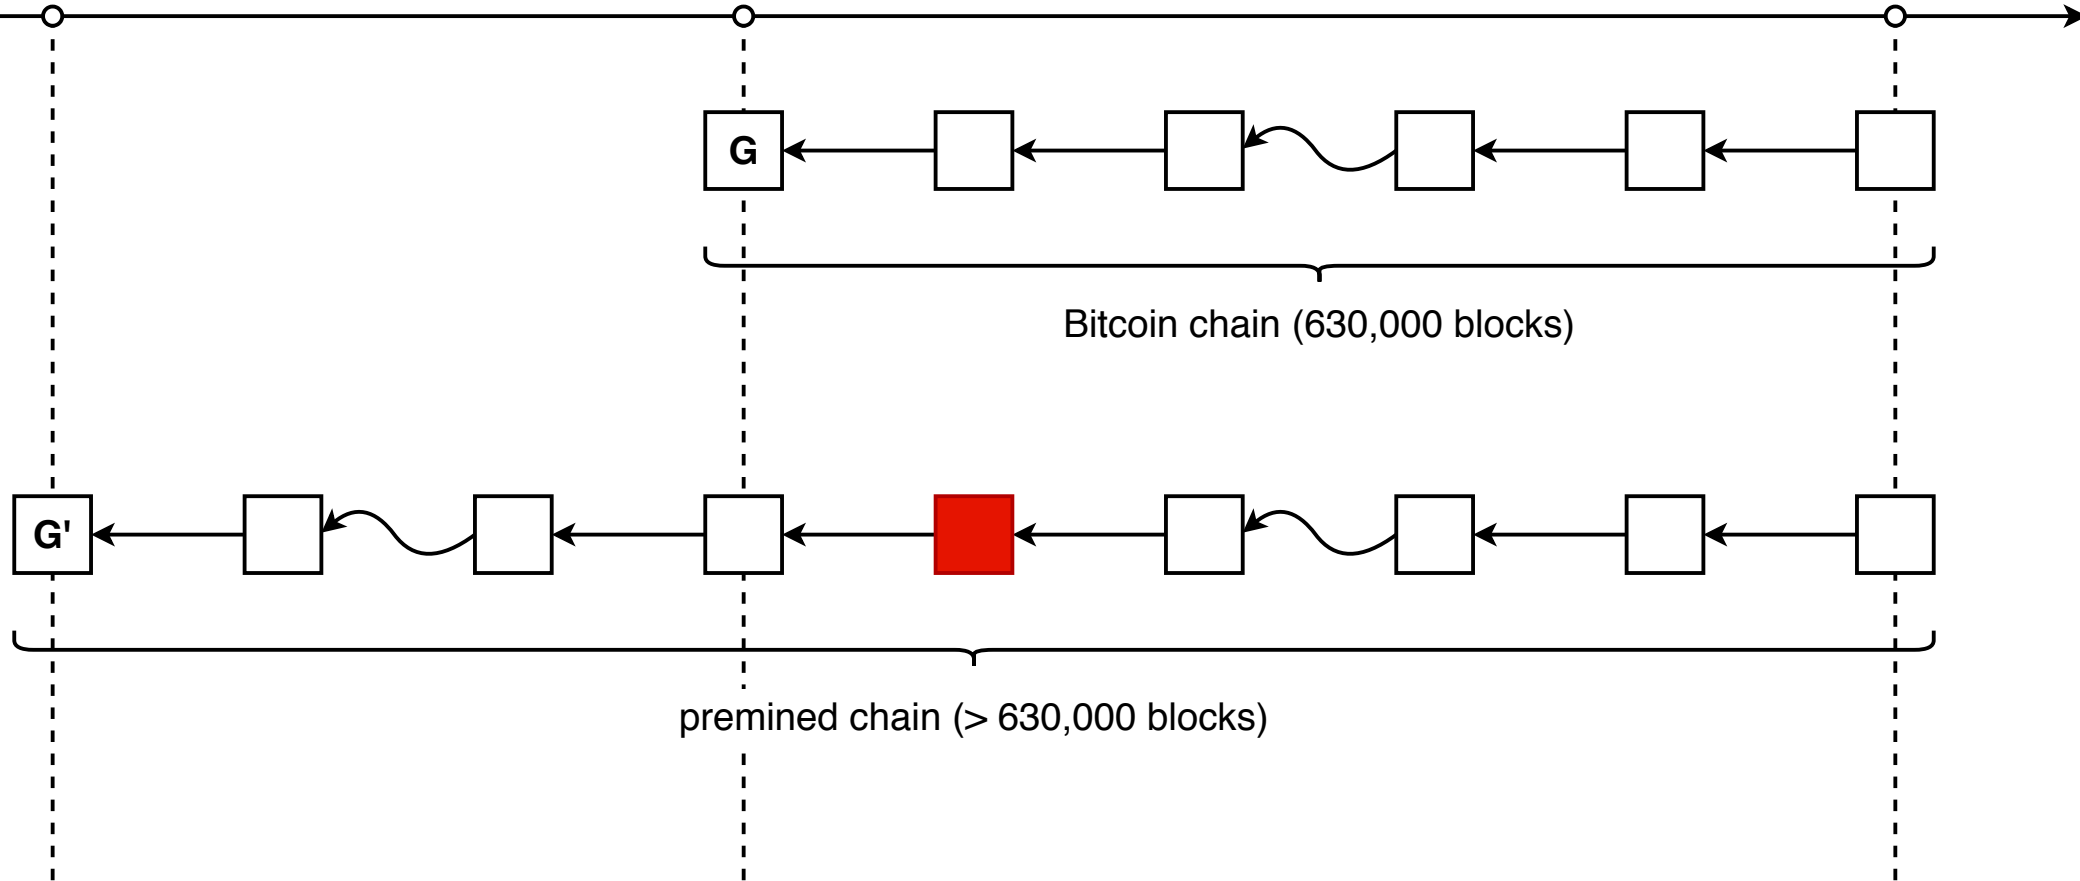 G
Bitcoin chain (630,000 blocks)
G'
premined chain (> 630,000 blocks)